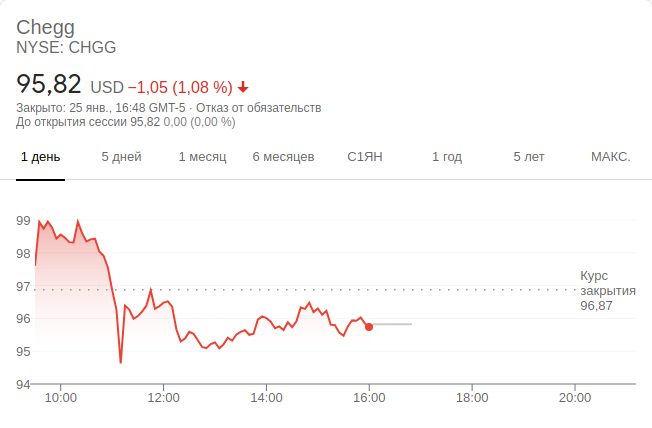 Chegg
NYSE: CHGG
95,82 USD −1,05 (1,08 %)
Закрыто: 25 янв., 16:48 GMT-5 · Отказ от обязательств
До открытия сессии 95,82 0,00 (0,00 %)
1 день 5 дней 1 месяц 6 месяцев С1ЯН 1 год 5 лет МАКС.
99
98
97
96
95
94
Курс
закрытия
96,87
10:00 12:00 14:00 16:00 18:00 20:00